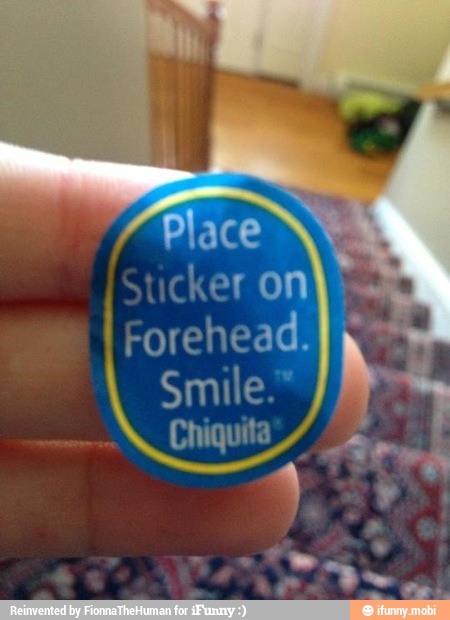 Place
Sticker on
Forehead.
Smile.™
Chiquita®
Reinvented by FionnaTheHuman for iFunny :)
ifunny.mobi